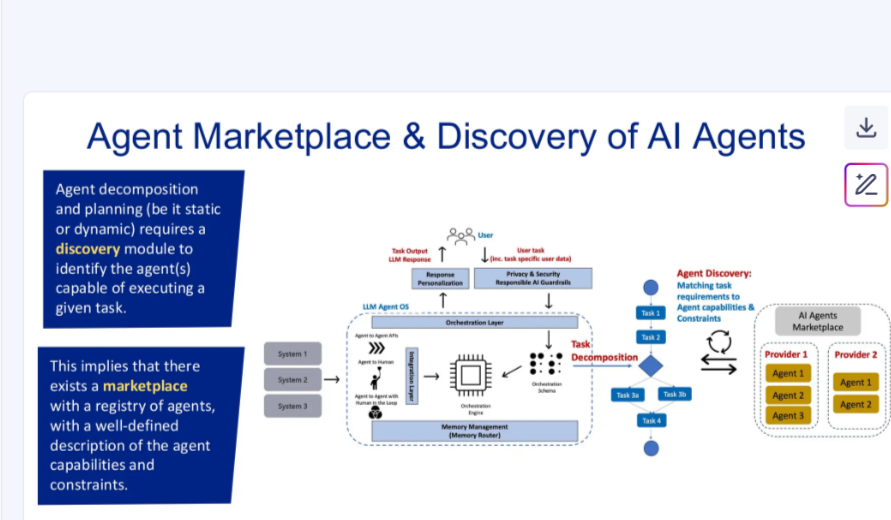 Agent Marketplace & Discovery of AI Agents
Agent decomposition
and planning (be it static
or dynamic) requires a
discovery module to
identify the agent(s)
capable of executing a
given task.
This implies that there
exists a marketplace
with a registry of agents,
with a well-defined
description of the agent
capabilities and
constraints.
User
Task Output
LLM Response
User task
(inc. task specific user data)
Response
Personalization
Privacy & Security
Responsible AI Guardrails
LLM Agent OS
Orchestration Layer
System 1
System 2
System 3
Agent to Agent APIs
Agent to Human
Agent to Agent with
Human in the Loop
Integration Layer
Orchestration
Engine
Orchestration
Schema
Memory Management
(Memory Router)
Task
Decomposition
Task 1
Task 2
Task 3a
Task 3b
Task 4
Agent Discovery:
Matching task
requirements to
Agent capabilities &
Constraints
AI Agents
Marketplace
Provider 1
Agent 1
Agent 2
Agent 3
Provider 2
Agent 1
Agent 2